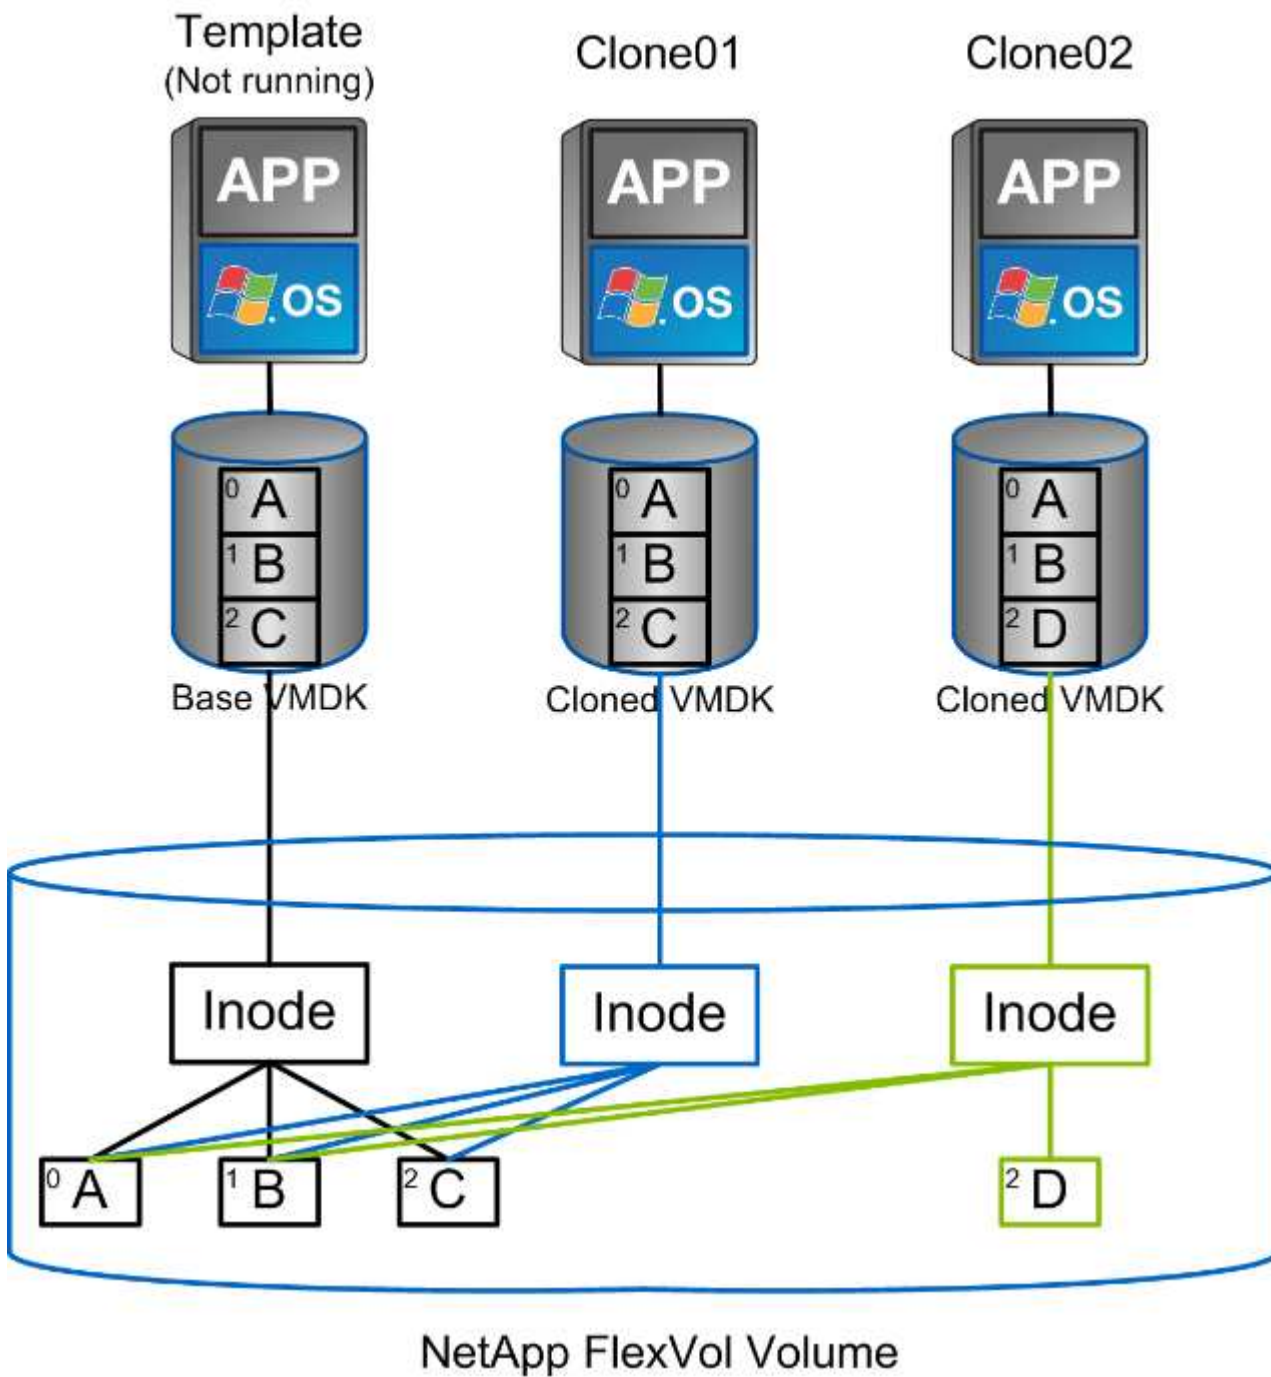 Template
(Not running)
Clone01
Clone02
APP
APP
APP
OS
OS
OS
0 A
0 A
0 A
1 B
1 B
1 B
2 C
2 C
2 D
Base VMDK
Cloned VMDK
Cloned VMDK
Inode
Inode
Inode
0 A
1 B
2 C
2 D
NetApp FlexVol Volume